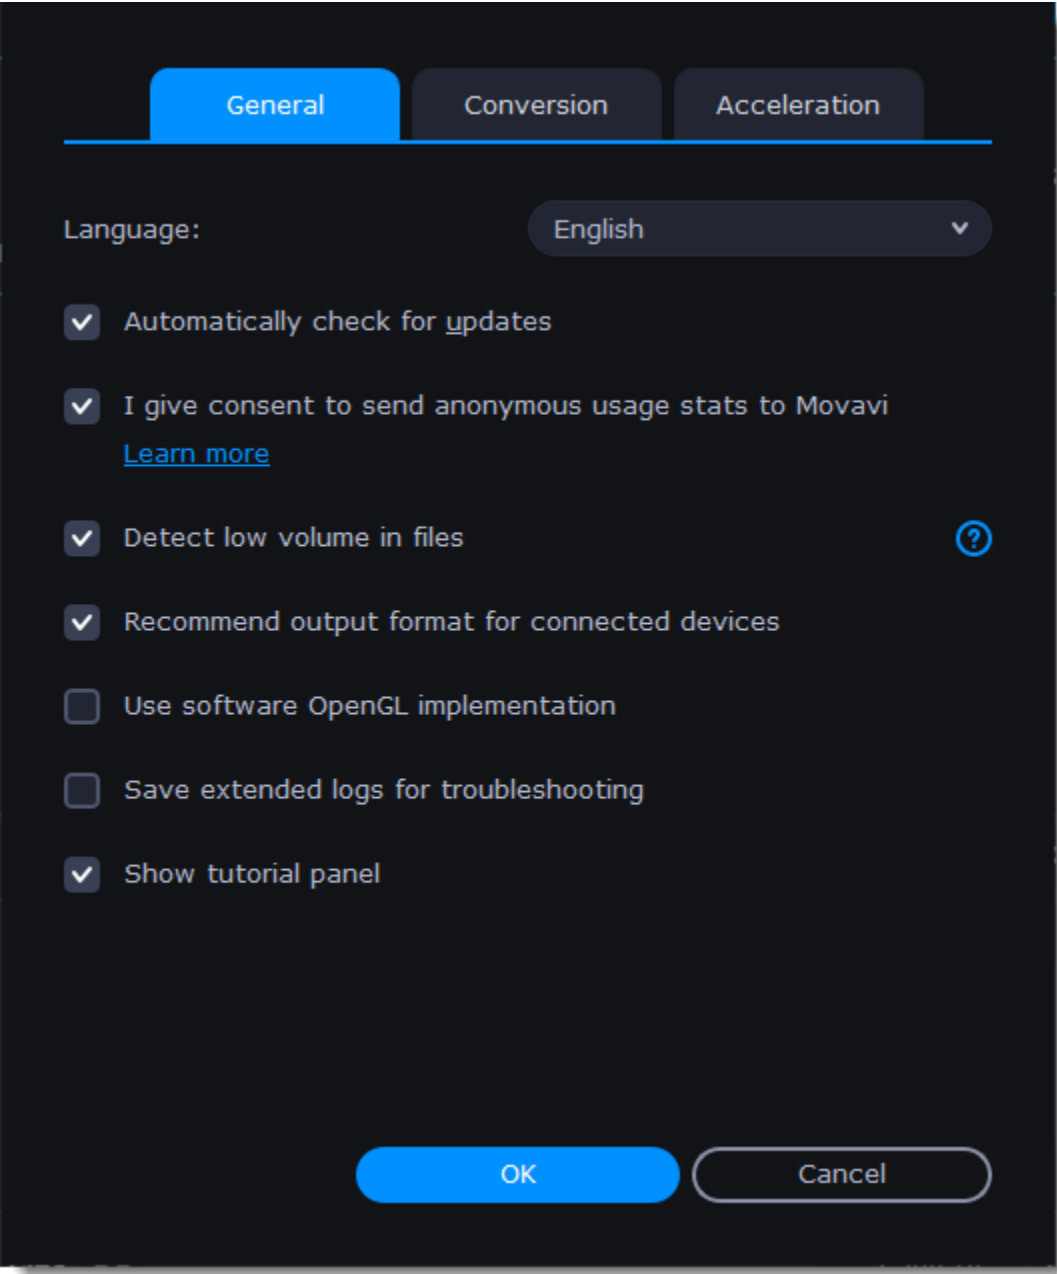 General
Conversion
Acceleration
Language:
English
Automatically check for updates
I give consent to send anonymous usage stats to Movavi
Learn more
Detect low volume in files
?
Recommend output format for connected devices
Use software OpenGL implementation
Save extended logs for troubleshooting
Show tutorial panel
OK
Cancel